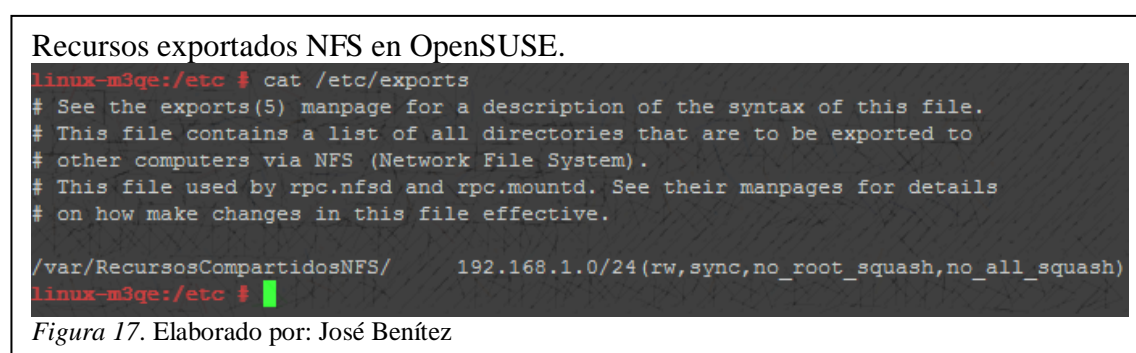 Recursos exportados NFS en OpenSUSE.
linux-m3qe:/etc # cat /etc/exports
# See the exports(5) manpage for a description of the syntax of this file.
# This file contains a list of all directories that are to be exported to
# other computers via NFS (Network File System).
# This file used by rpc.nfsd and rpc.mountd. See their manpages for details
# on how make changes in this file effective.
/var/RecursosCompartidosNFS/ 192.168.1.0/24(rw,sync,no_root_squash,no_all_squash)
linux-m3qe:/etc #
Figura 17. Elaborado por: José Benítez